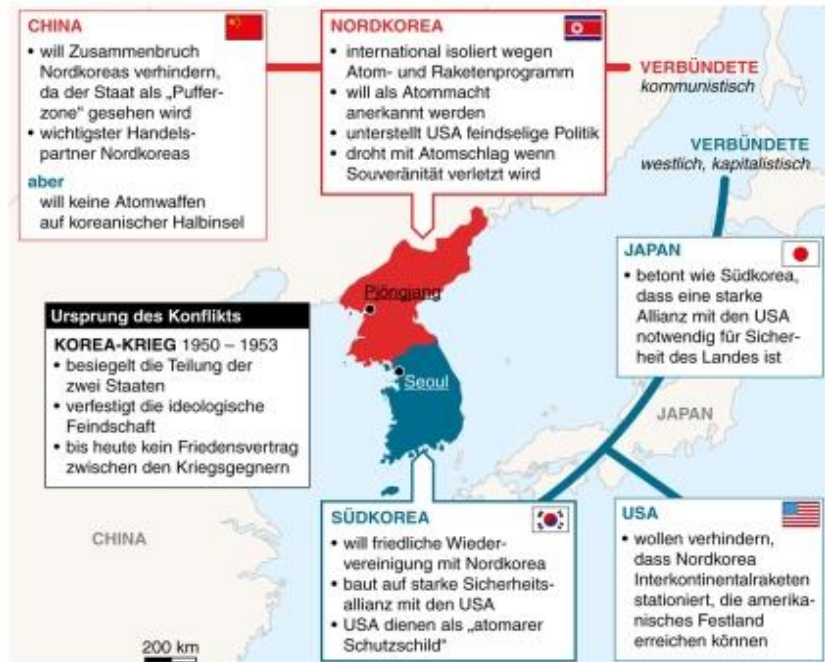 CHINA
• will Zusammenbruch
Nordkoreas verhindern,
da der Staat als „Puffer-
zone“ gesehen wird
• wichtigster Handels-
partner Nordkoreas
aber
will keine Atomwaffen
auf koreanischer Halbinsel
NORDKOREA
• international isoliert wegen
Atom- und Raketenprogramm
• will als Atommacht
anerkannt werden
• unterstellt USA feindselige Politik
• droht mit Atomschlag wenn
Souveränität verletzt wird
VERBÜNDETE
kommunistisch
VERBÜNDETE
westlich, kapitalistisch
JAPAN
• betont wie Südkorea,
dass eine starke
Allianz mit den USA
notwendig für Sicher-
heit des Landes ist
Pjöngjang
Seoul
Ursprung des Konflikts
KOREA-KRIEG 1950 – 1953
• besiegelt die Teilung der
zwei Staaten
• verfestigt die ideologische
Feindschaft
• bis heute kein Friedensvertrag
zwischen den Kriegsgegnern
JAPAN
CHINA
SÜDKOREA
• will friedliche Wieder-
vereinigung mit Nordkorea
• baut auf starke Sicherheits-
allianz mit den USA
• USA dienen als „atomarer
Schutzschild“
USA
• wollen verhindern,
dass Nordkorea
Interkontinentalraketen
stationiert, die amerika-
nisches Festland
erreichen können
200 km